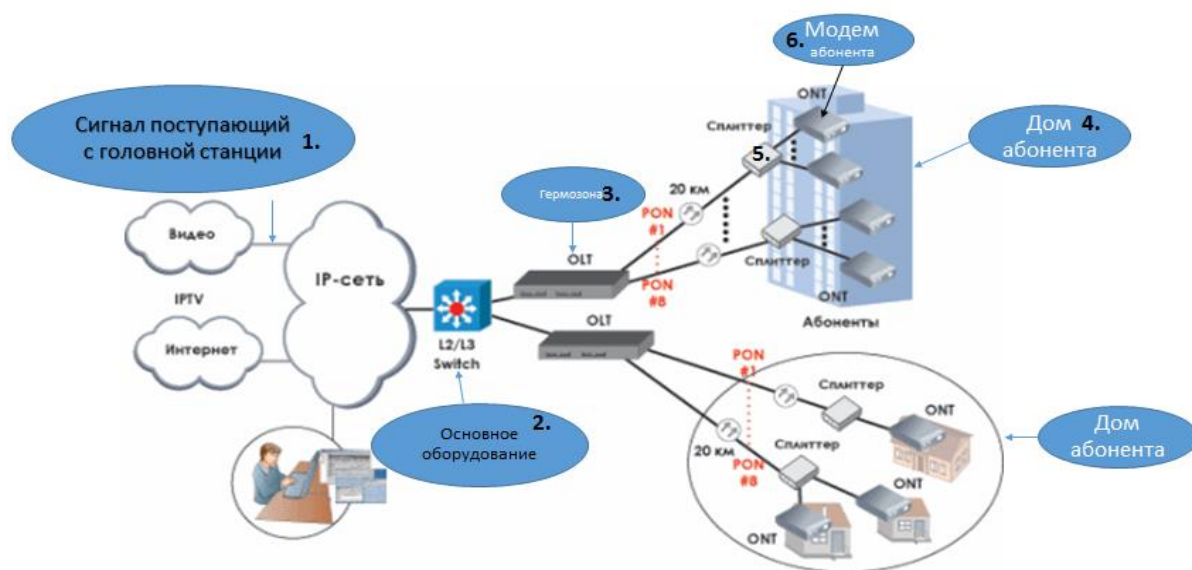 6. Модем
абонента
ONT
Сигнал поступающий
с головной станции 1.
Сплиттер
5.
Дом 4.
абонента
Гермозона 3.
20 км
PON
#1
Видео
OLT
IP-сеть
PON
#8
Сплиттер
IPTV
OLT
ONT
Абоненты
Интернет
L2/L3
Switch
PON
#1
Сплиттер
ONT
Основное 2.
оборудование
20 км
PON
#8
Сплиттер
Дом
абонента
ONT
ONT